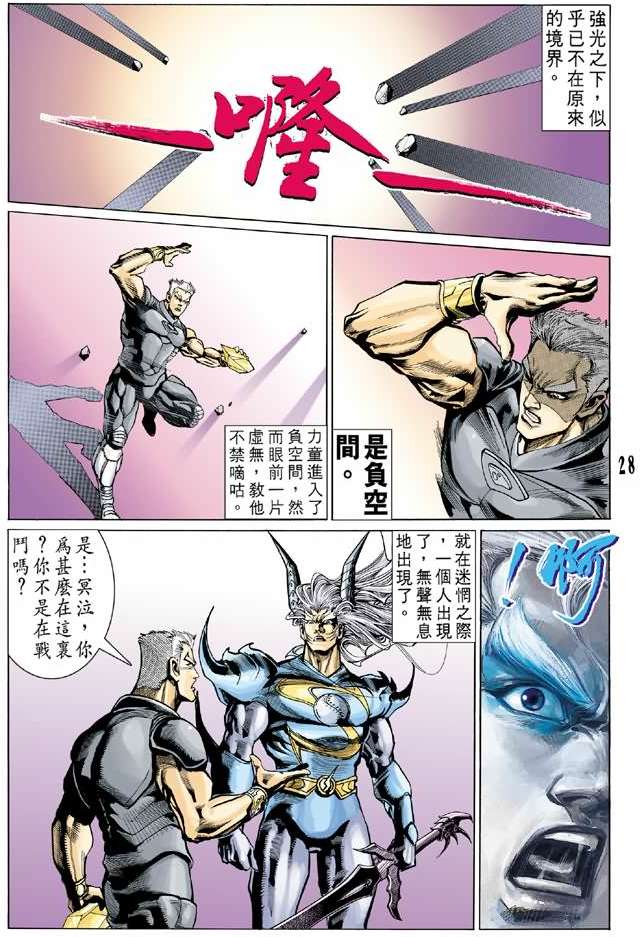 強光之下，似
乎已不在原來
的境界。
嚨
是負空
間。
力童進入了
負空間，然
而眼前一片
虛無，教他
不禁嘀咕。
28
啊！
就在迷惘之際
，一個人出現
了，無聲無息
地出現了。
是…冥泣，你
爲甚麼在這裏
？你不是在戰
鬥嗎？